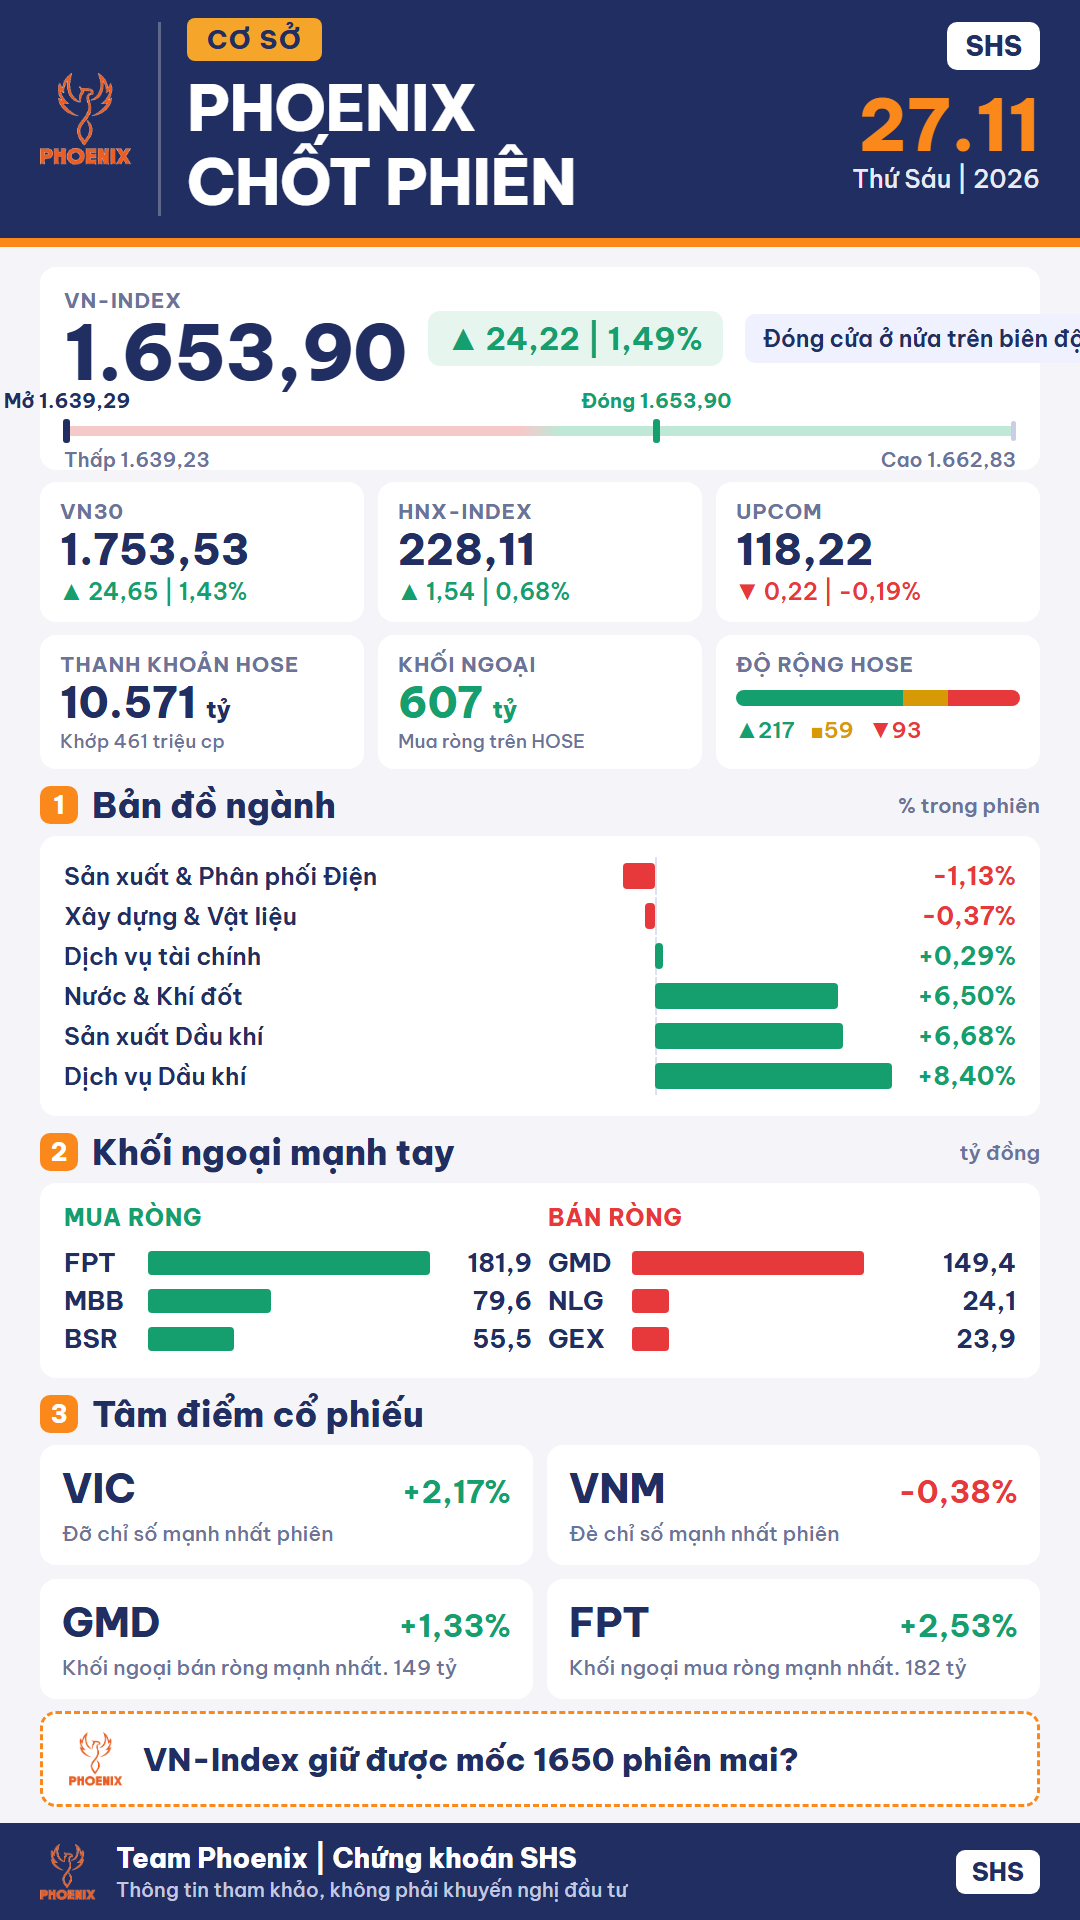 CƠ SỞ
PHOENIX
CHỐT PHIÊN
PHOENIX
SHS
27.11
Thứ Sáu | 2026
VN-INDEX
1.653,90
▲ 24,22 | 1,49%
Đóng cửa ở nửa trên biên độ
Mở 1.639,29
Đóng 1.653,90
Thấp 1.639,23
Cao 1.662,83
VN30
1.753,53
▲ 24,65 | 1,43%
HNX-INDEX
228,11
▲ 1,54 | 0,68%
UPCOM
118,22
▼ 0,22 | -0,19%
THANH KHOẢN HOSE
10.571 tỷ
Khớp 461 triệu cp
KHỐI NGOẠI
607 tỷ
Mua ròng trên HOSE
ĐỘ RỘNG HOSE
▲217 ■59 ▼93
1 Bản đồ ngành
% trong phiên
Sản xuất & Phân phối Điện -1,13%
Xây dựng & Vật liệu -0,37%
Dịch vụ tài chính +0,29%
Nước & Khí đốt +6,50%
Sản xuất Dầu khí +6,68%
Dịch vụ Dầu khí +8,40%
2 Khối ngoại mạnh tay
tỷ đồng
MUA RÒNG
FPT 181,9
MBB 79,6
BSR 55,5
BÁN RÒNG
GMD 149,4
NLG 24,1
GEX 23,9
3 Tâm điểm cổ phiếu
VIC +2,17%
Đỡ chỉ số mạnh nhất phiên
VNM -0,38%
Đè chỉ số mạnh nhất phiên
GMD +1,33%
Khối ngoại bán ròng mạnh nhất. 149 tỷ
FPT +2,53%
Khối ngoại mua ròng mạnh nhất. 182 tỷ
PHOENIX
VN-Index giữ được mốc 1650 phiên mai?
PHOENIX
Team Phoenix | Chứng khoán SHS
Thông tin tham khảo, không phải khuyến nghị đầu tư
SHS